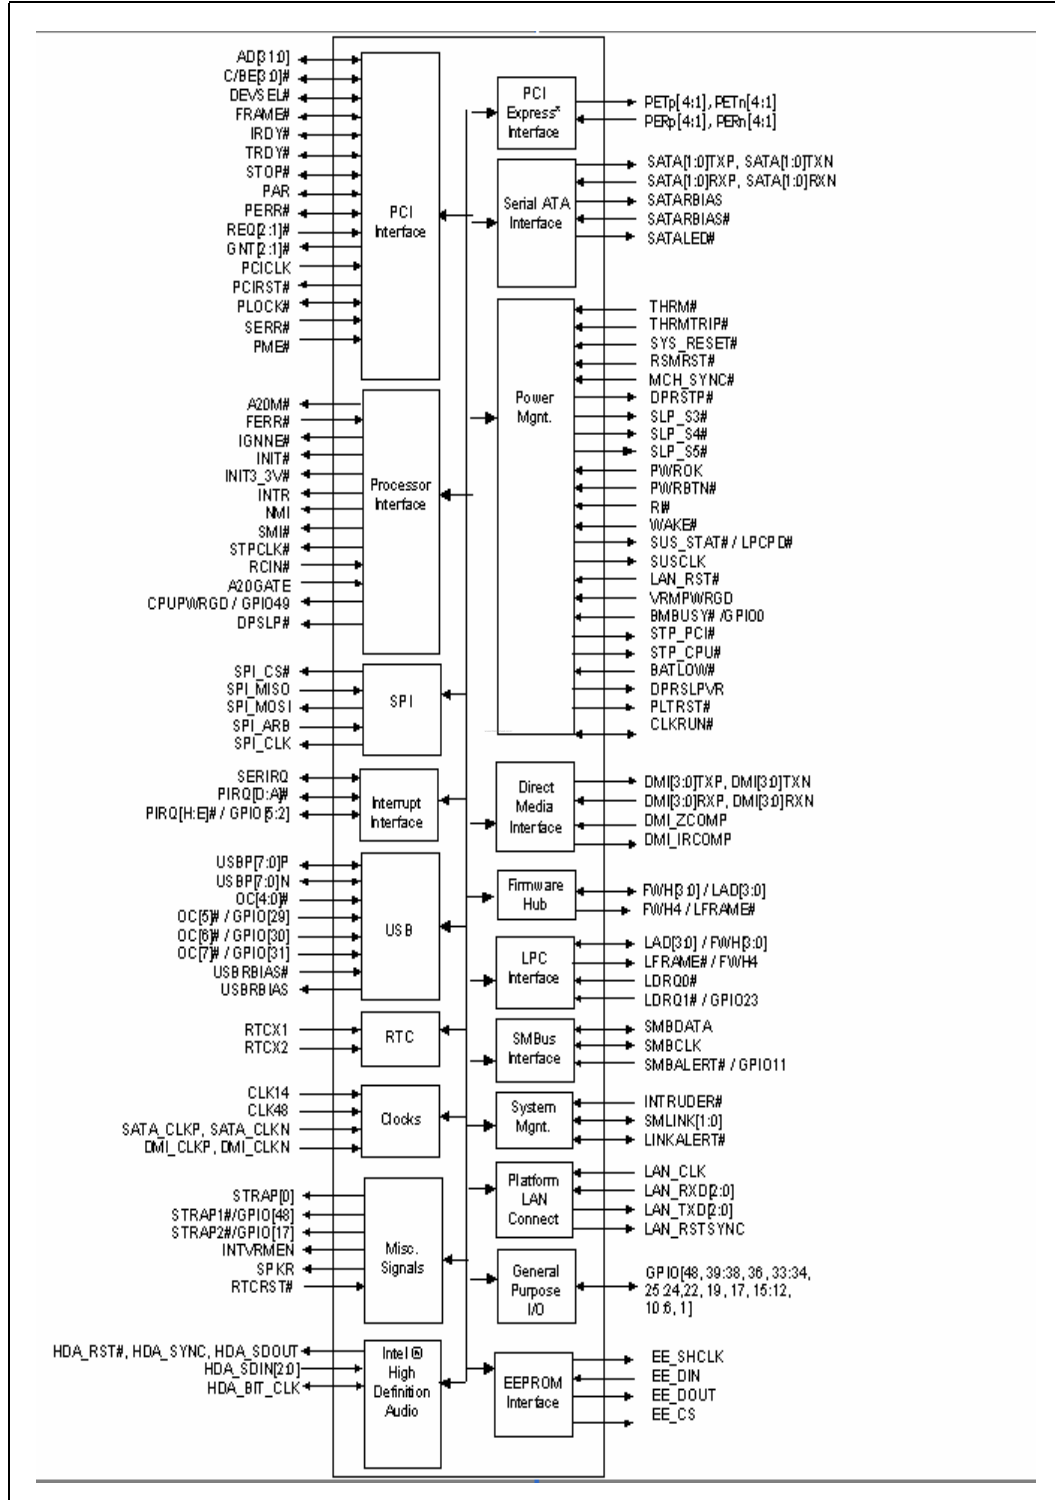 AD[31:0]
C/BE[3:0]#
DEVSEL#
FRAME#
IRDY#
TRDY#
STOP#
PAR
PERR#
REQ[2:1]#
GNT[2:1]#
PCICLK
PCIRST#
PLOCK#
SERR#
PME#
PCI
Interface
A20M#
FERR#
IGNNE#
INIT#
INIT3_3V#
INTR
NMI
SMI#
STPCLK#
RCIN#
A20GATE
CPUPWRGD / GPIO49
DPSLP#
Processor
Interface
SPI_CS#
SPI_MISO
SPI_MOSI
SPI_ARB
SPI_CLK
SPI
SERIRQ
PIRQ[D:A]#
PIRQ[H:E]# / GPIO[5:2]
Interrupt
Interface
USBP[7:0]P
USBP[7:0]N
OC[4:0]#
OC[5]# / GPIO[29]
OC[6]# / GPIO[30]
OC[7]# / GPIO[31]
USBRBIAS#
USBRBIAS
USB
RTCX1
RTCX2
RTC
CLK14
CLK48
SATA_CLKP, SATA_CLKN
DMI_CLKP, DMI_CLKN
Clocks
STRAP[0]
STRAP1#/GPIO[48]
STRAP2#/GPIO[17]
INTVRMEN
SPKR
RTCRST#
Misc.
Signals
HDA_RST#, HDA_SYNC, HDA_SDOUT
HDA_SDIN[2:0]
HDA_BIT_CLK
Intel ®
High
Definition
Audio
PCI
Express*
Interface
PETp[4:1], PETn[4:1]
PERp[4:1], PERn[4:1]
Serial ATA
Interface
SATA[1:0]TXP, SATA[1:0]TXN
SATA[1:0]RXP, SATA[1:0]RXN
SATARBIAS
SATARBIAS#
SATALED#
Power
Mgnt.
THRM#
THRMTRIP#
SYS_RESET#
RSMRST#
MCH_SYNC#
DPRSTP#
SLP_S3#
SLP_S4#
SLP_S5#
PWROK
PWRBTN#
RI#
WAKE#
SUS_STAT# / LPCPD#
SUSCLK
LAN_RST#
VRMPWRGD
BMBUSY# /GPIO0
STP_PCI#
STP_CPU#
BATLOW#
DPRSLPVR
PLTRST#
CLKRUN#
Direct
Media
Interface
DMI[3:0]TXP, DMI[3:0]TXN
DMI[3:0]RXP, DMI[3:0]RXN
DMI_ZCOMP
DMI_IRCOMP
Firmware
Hub
FWH[3:0] / LAD[3:0]
FWH4 / LFRAME#
LPC
Interface
LAD[3:0] / FWH[3:0]
LFRAME# / FWH4
LDRQ0#
LDRQ1# / GPIO23
SMBus
Interface
SMBDATA
SMBCLK
SMBALERT# / GPIO11
System
Mgnt.
INTRUDER#
SMLINK[1:0]
LINKALERT#
Platform
LAN
Connect
LAN_CLK
LAN_RXD[2:0]
LAN_TXD[2:0]
LAN_RSTSYNC
General
Purpose
I/O
GPIO[48, 39:38, 36, 33:34,
25:24,22, 19, 17, 15:12,
10:6, 1]
EEPROM
Interface
EE_SHCLK
EE_DIN
EE_DOUT
EE_CS